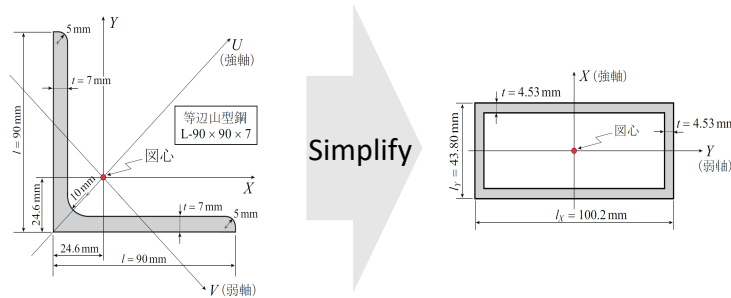 5 mm
Y
U
(強軸)
t = 7 mm
等辺山型鋼
L-90 × 90 × 7
l = 90 mm
図心
10 mm
X
24.6 mm
t = 7 mm
5 mm
24.6 mm
l = 90 mm
V (弱軸)
Simplify
X (強軸)
t = 4.53 mm
t = 4.53 mm
図心
Y
(弱軸)
l_Y = 43.80 mm
l_X = 100.2 mm